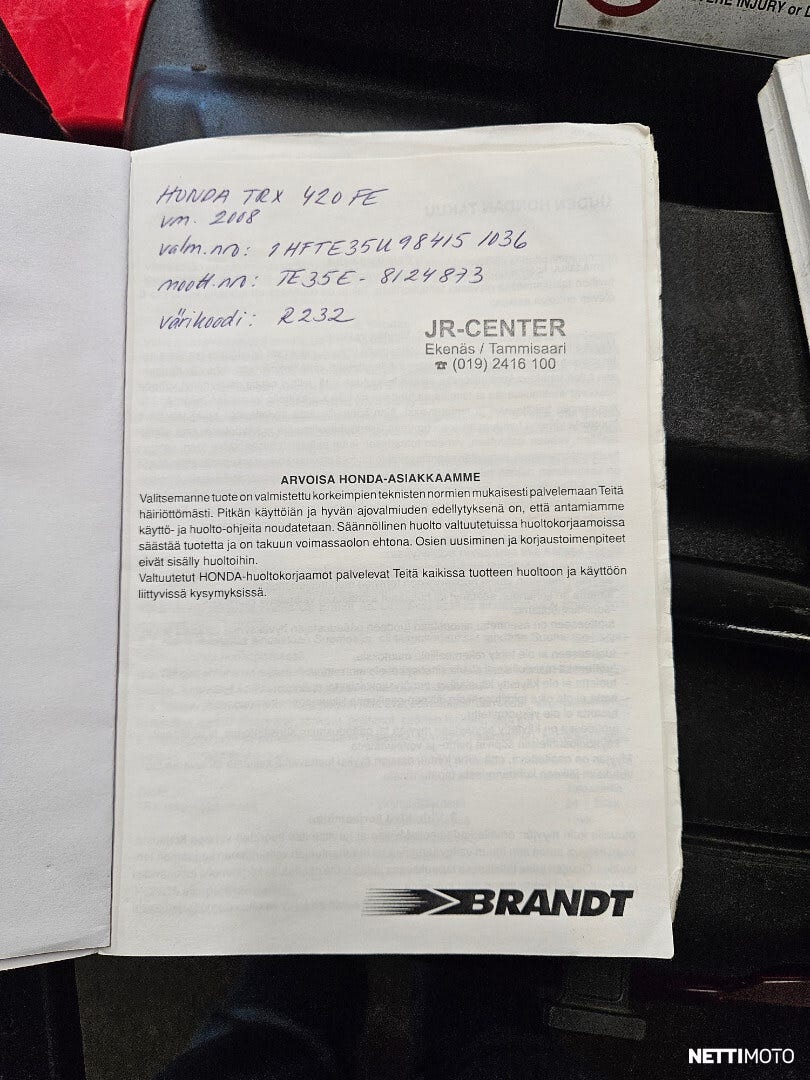 ERE INJURY or D
HONDA TRX 420 FE
vm. 2008
valm.nro: 1HFTE35U984151036
moott.nro: TE35E-8124873
värikoodi: R232
JR-CENTER
Ekenäs / Tammisaari
☎ (019) 2416 100
ARVOISA HONDA-ASIAKKAAMME
Valitsemanne tuote on valmistettu korkeimpien teknisten normien mukaisesti palvelemaan Teitä
häiriöttömästi. Pitkän käyttöiän ja hyvän ajovalmiuden edellytyksenä on, että antamiamme
käyttö- ja huolto-ohjeita noudatetaan. Säännöllinen huolto valtuutetuissa huoltokorjaamoissa
säästää tuotetta ja on takuun voimassaolon ehtona. Osien uusiminen ja korjaustoimenpiteet
eivät sisälly huoltoihin.
Valtuutetut HONDA-huoltokorjaamot palvelevat Teitä kaikissa tuotteen huoltoon ja käyttöön
liittyvissä kysymyksissä.
BRANDT
NETTIMOTO